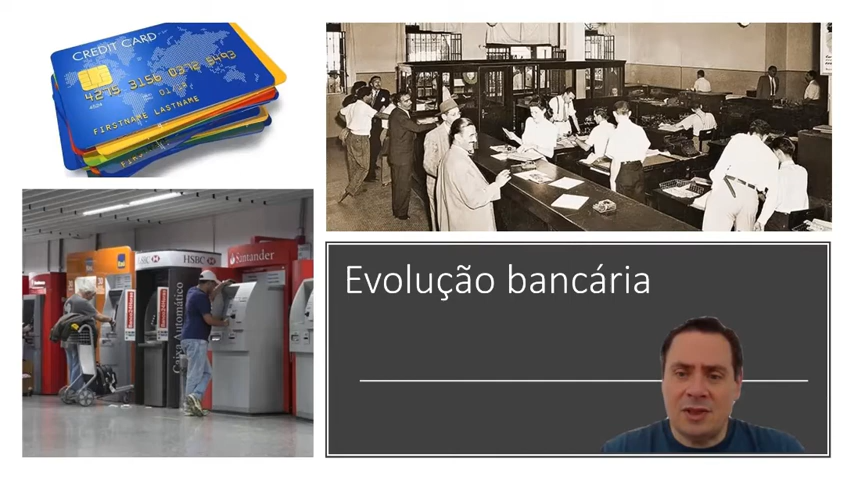 CREDIT CARD
4275 3156 0372 5493
FIRSTNAME LASTNAME
Evolução bancária
HSBC
Santander
Caixa Automático